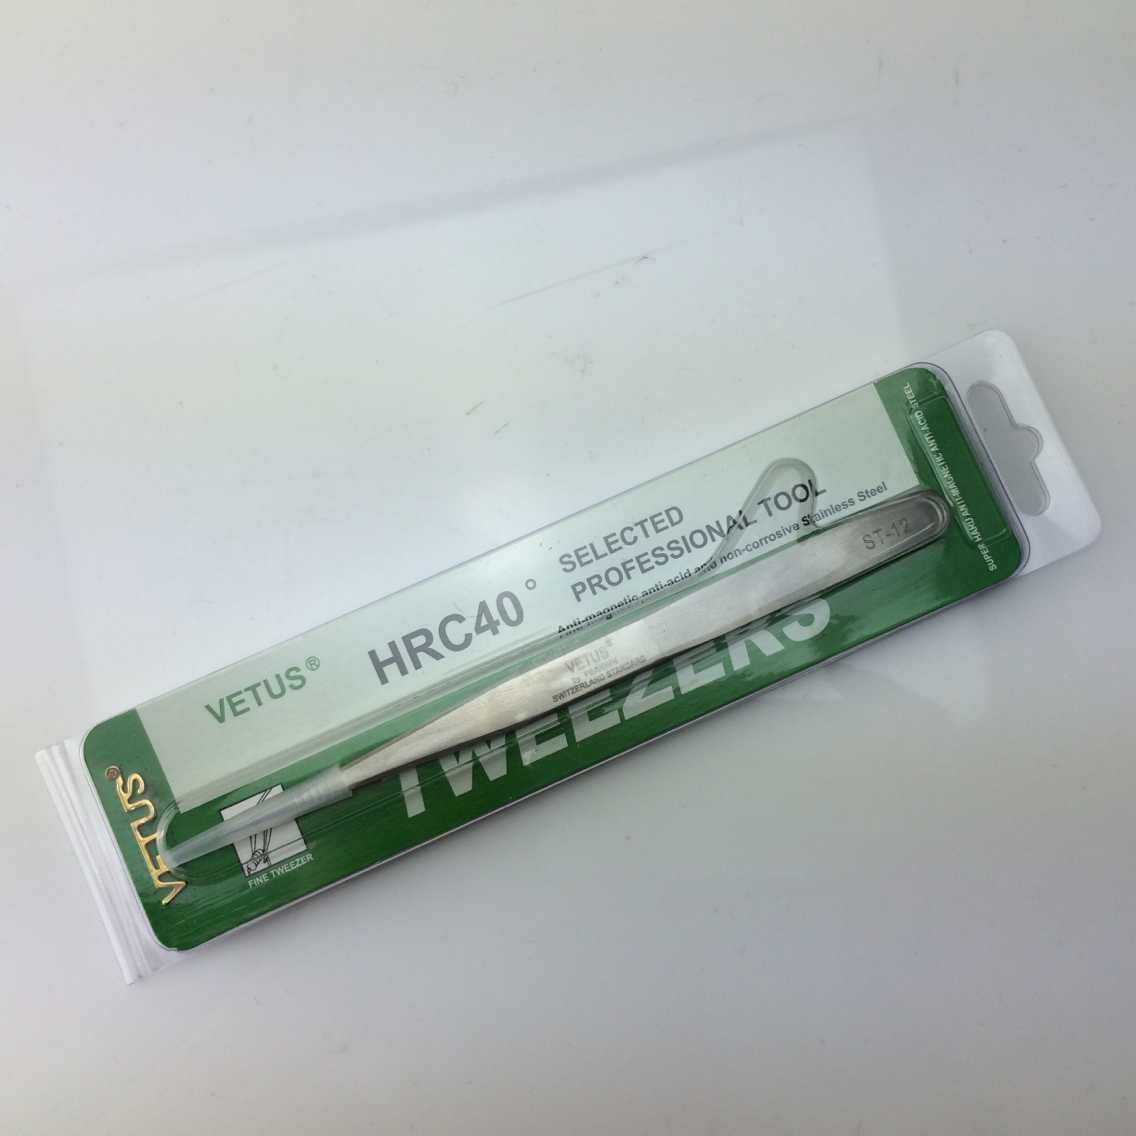 VETUS®
HRC40°
SELECTED
PROFESSIONAL TOOL
Anti-magnetic anti-acid and non-corrosive Stainless Steel
VETUS®
SWITZERLAND STANDARD
ST-12
TWEEZERS
VETUS®
FINE TWEEZER
SUPER HARD ANTI-MAGNETIC ANTI-ACID STEEL